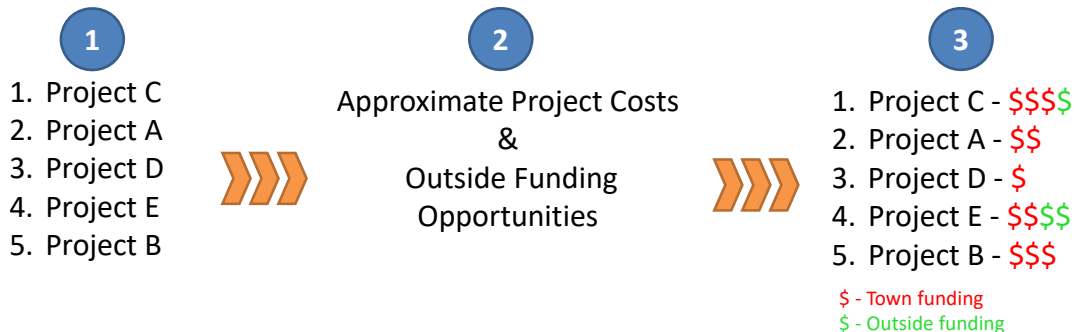 1
1. Project C
2. Project A
3. Project D
4. Project E
5. Project B
2
Approximate Project Costs
&
Outside Funding
Opportunities
3
1. Project C - $$$$
2. Project A - $$
3. Project D - $
4. Project E - $$$$
5. Project B - $$$
$ - Town funding
$ - Outside funding